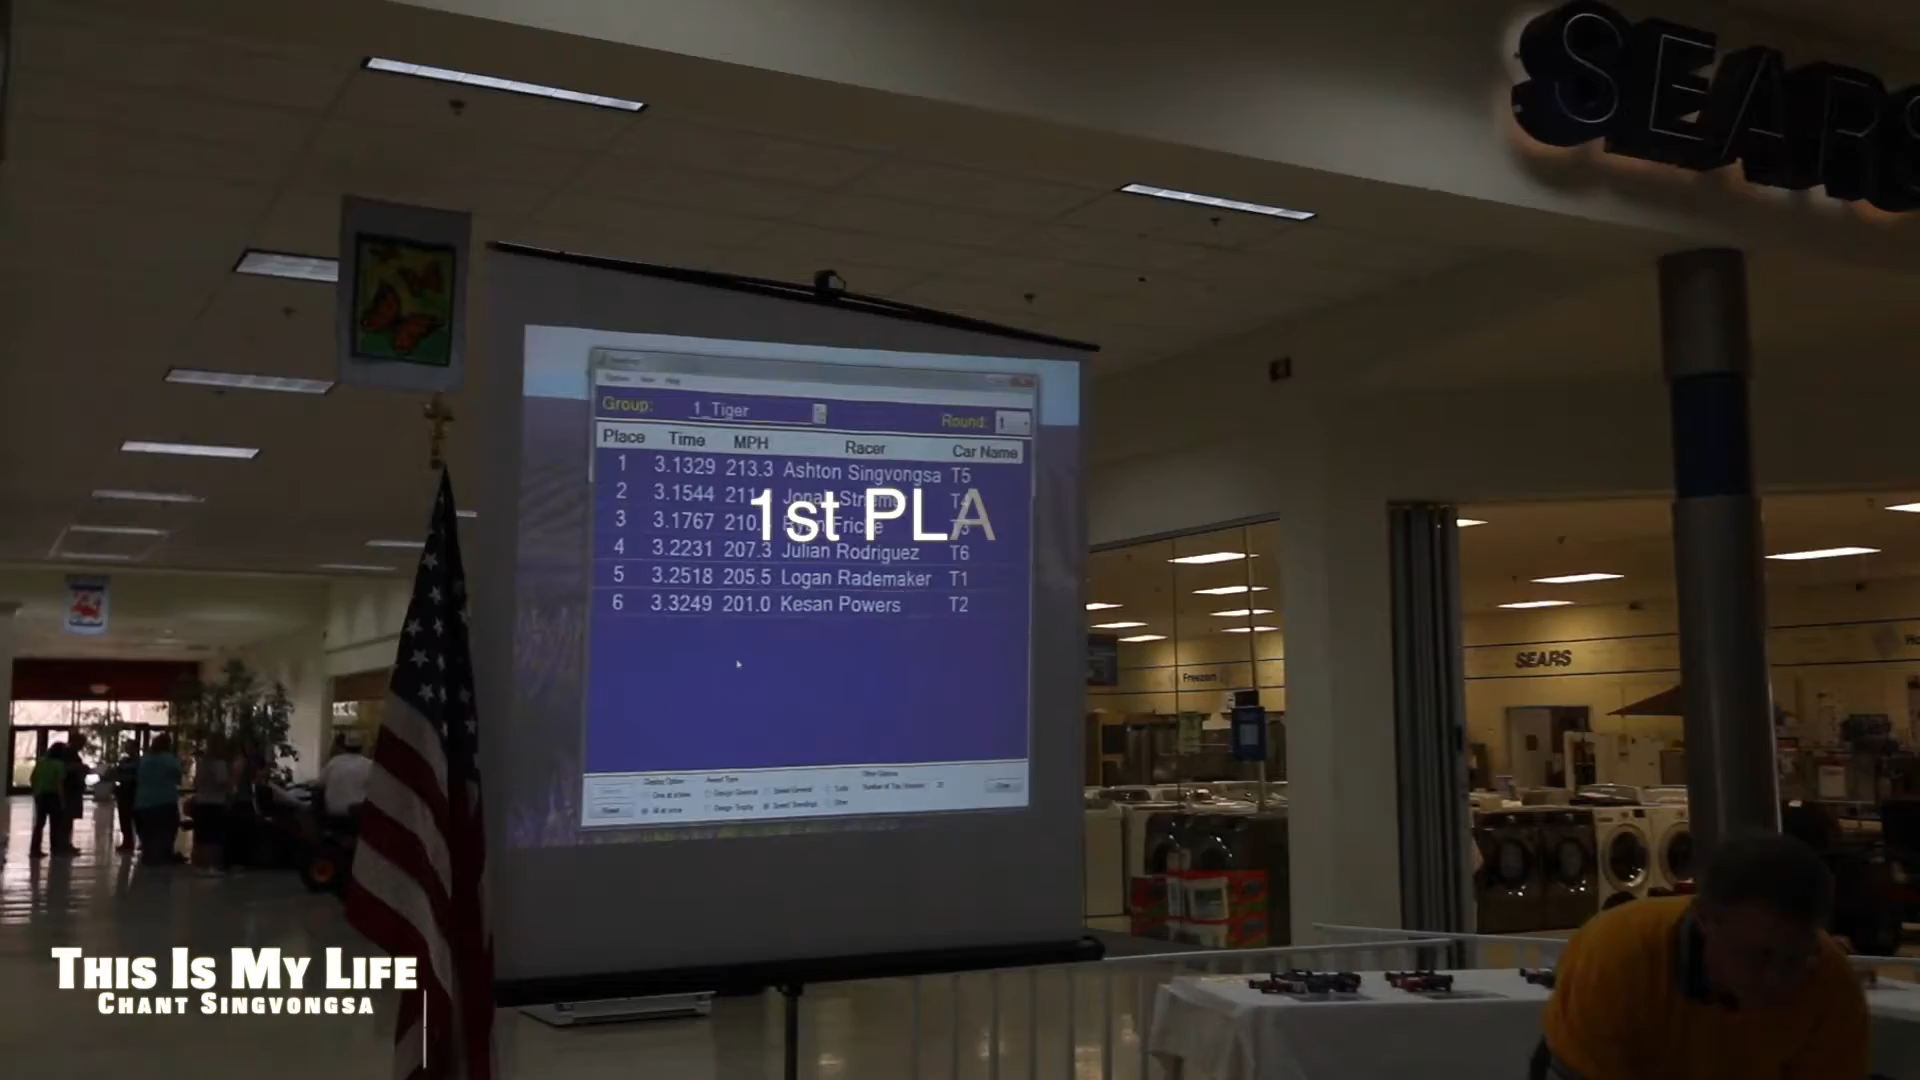 SEARS
Group: 1_Tiger Round: 1
Place Time MPH Racer Car Name
1 3.1329 213.3 Ashton Singvongsa T5
2 3.1544
3 3.1767 210. Fricke
1st PLA
4 3.2231 207.3 Julian Rodriguez T6
5 3.2518 205.5 Logan Rademaker T1
6 3.3249 201.0 Kesan Powers T2
SEARS
Freezers
THIS IS MY LIFE
CHANT SINGVONGSA